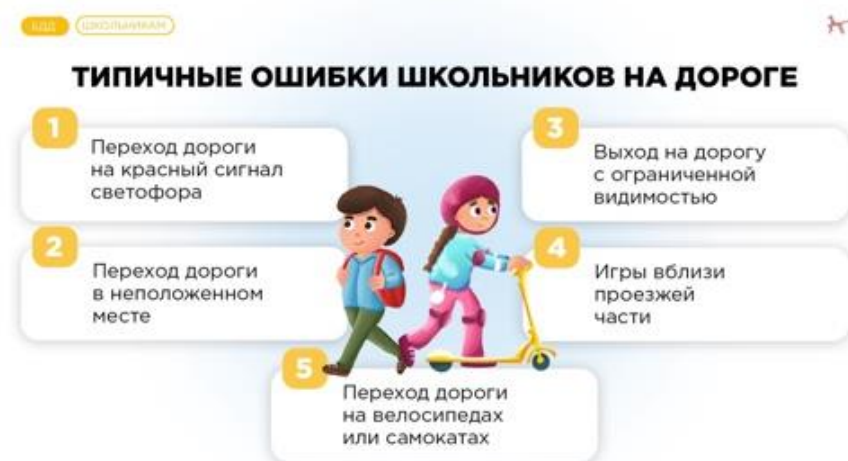 БДД
ШКОЛЬНИКАМ
ТИПИЧНЫЕ ОШИБКИ ШКОЛЬНИКОВ НА ДОРОГЕ
1
Переход дороги
на красный сигнал
светофора
2
Переход дороги
в неположенном
месте
3
Выход на дорогу
с ограниченной
видимостью
4
Игры вблизи
проезжей
части
5
Переход дороги
на велосипедах
или самокатах